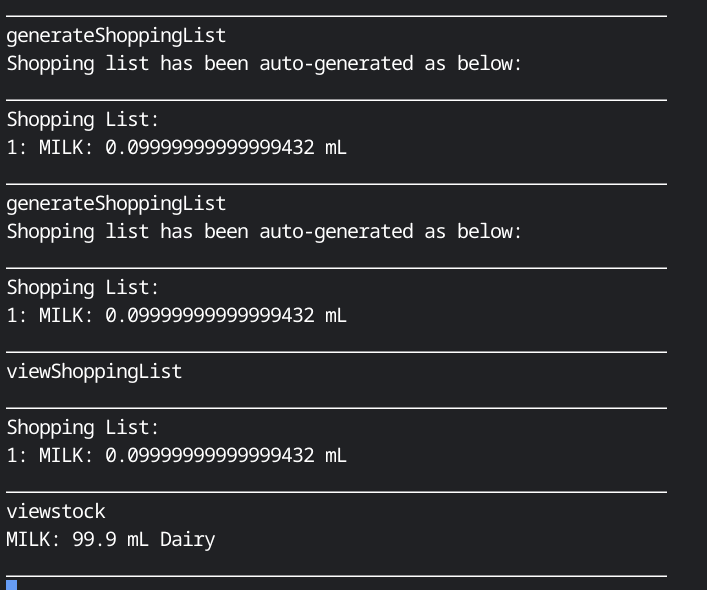 generateShoppingList
Shopping list has been auto-generated as below:
Shopping List:
1: MILK: 0.09999999999999432 mL
generateShoppingList
Shopping list has been auto-generated as below:
Shopping List:
1: MILK: 0.09999999999999432 mL
viewShoppingList
Shopping List:
1: MILK: 0.09999999999999432 mL
viewstock
MILK: 99.9 mL Dairy